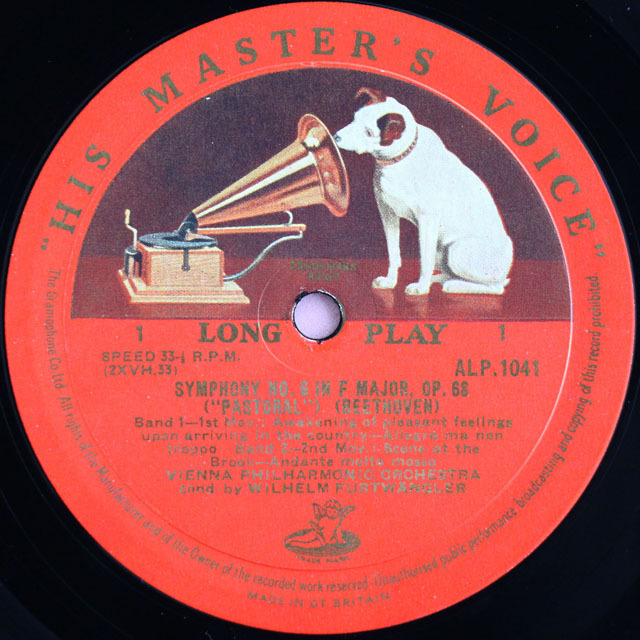 "HIS MASTER'S VOICE"
TRADE MARK
1 LONG PLAY 1
SPEED 33⅓ R.P.M.
(2XVH.33)
ALP.1041
SYMPHONY NO. 6 IN F MAJOR, OP. 68
("PASTORAL") (BEETHOVEN)
Band 1—1st Mov.: Awakening of pleasant feelings
upon arriving in the country—Allegro ma non
troppo Band 2—2nd Mov.: Scene at the
Brook—Andante molto mosso
VIENNA PHILHARMONIC ORCHESTRA
cond by WILHELM FURTWÄNGLER
TRADE MARK
The Gramophone Co Ltd. All rights of the Manufacturer and of the Owner of the recorded work reserved. Unauthorised public performance, broadcasting and copying of this record prohibited.
MADE IN GT BRITAIN